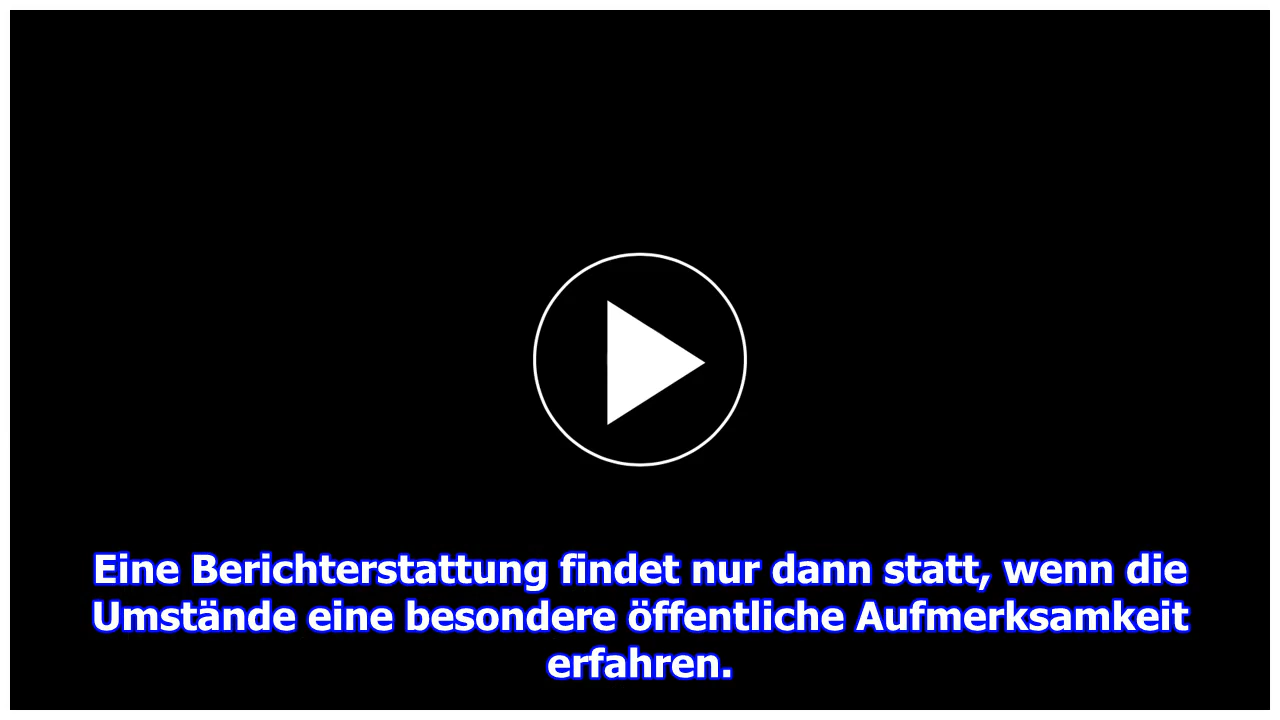 Eine Berichterstattung findet nur dann statt, wenn die
Umstände eine besondere öffentliche Aufmerksamkeit
erfahren.